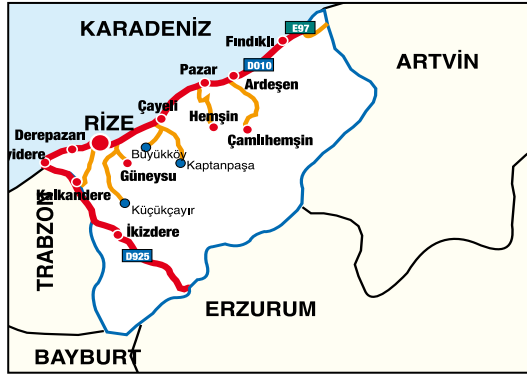 KARADENİZ
E97
Fındıklı
D010
ARTVİN
Pazar
Ardeşen
Çayeli
Hemşin
Çamlıhemşin
RİZE
Derepazarı
yidere
Büyükköy
Kaptanpaşa
Güneysu
Kalkandere
Küçükçayır
İkizdere
D925
TRABZON
ERZURUM
BAYBURT